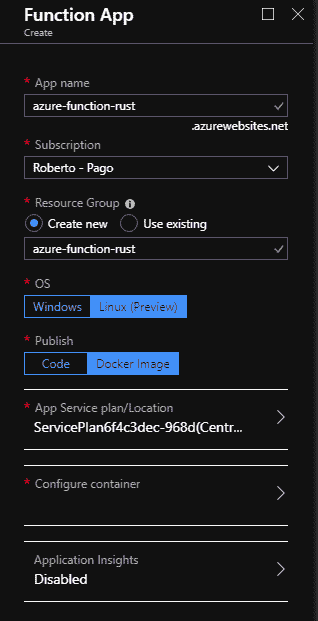 Function App
Create
* App name
azure-function-rust
.azurewebsites.net
* Subscription
Roberto - Pago
* Resource Group
Create new Use existing
azure-function-rust
* OS
Windows Linux (Preview)
* Publish
Code Docker Image
* App Service plan/Location
ServicePlan6f4c3dec-968d(Centr...
* Configure container
Application Insights
Disabled